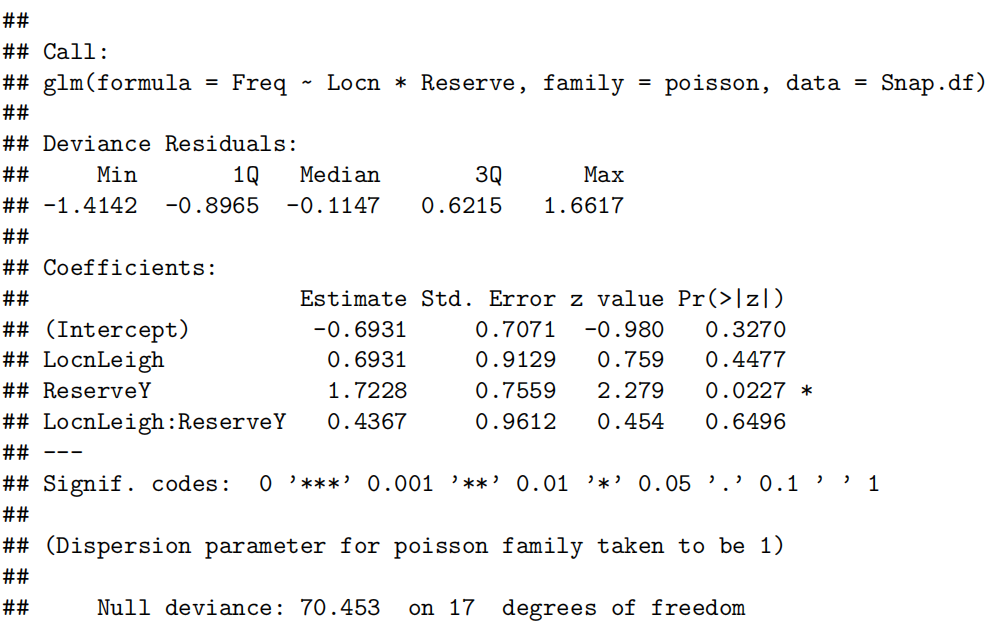 ##
## Call:
## glm(formula = Freq ~ Locn * Reserve, family = poisson, data = Snap.df)
##
## Deviance Residuals:
##     Min       1Q   Median       3Q      Max
## -1.4142  -0.8965  -0.1147   0.6215   1.6617
##
## Coefficients:
##                    Estimate Std. Error z value Pr(>|z|)
## (Intercept)         -0.6931     0.7071  -0.980   0.3270
## LocnLeigh            0.6931     0.9129   0.759   0.4477
## ReserveY             1.7228     0.7559   2.279   0.0227 *
## LocnLeigh:ReserveY   0.4367     0.9612   0.454   0.6496
## ---
## Signif. codes:  0 '***' 0.001 '**' 0.01 '*' 0.05 '.' 0.1 ' ' 1
##
## (Dispersion parameter for poisson family taken to be 1)
##
##     Null deviance: 70.453  on 17  degrees of freedom